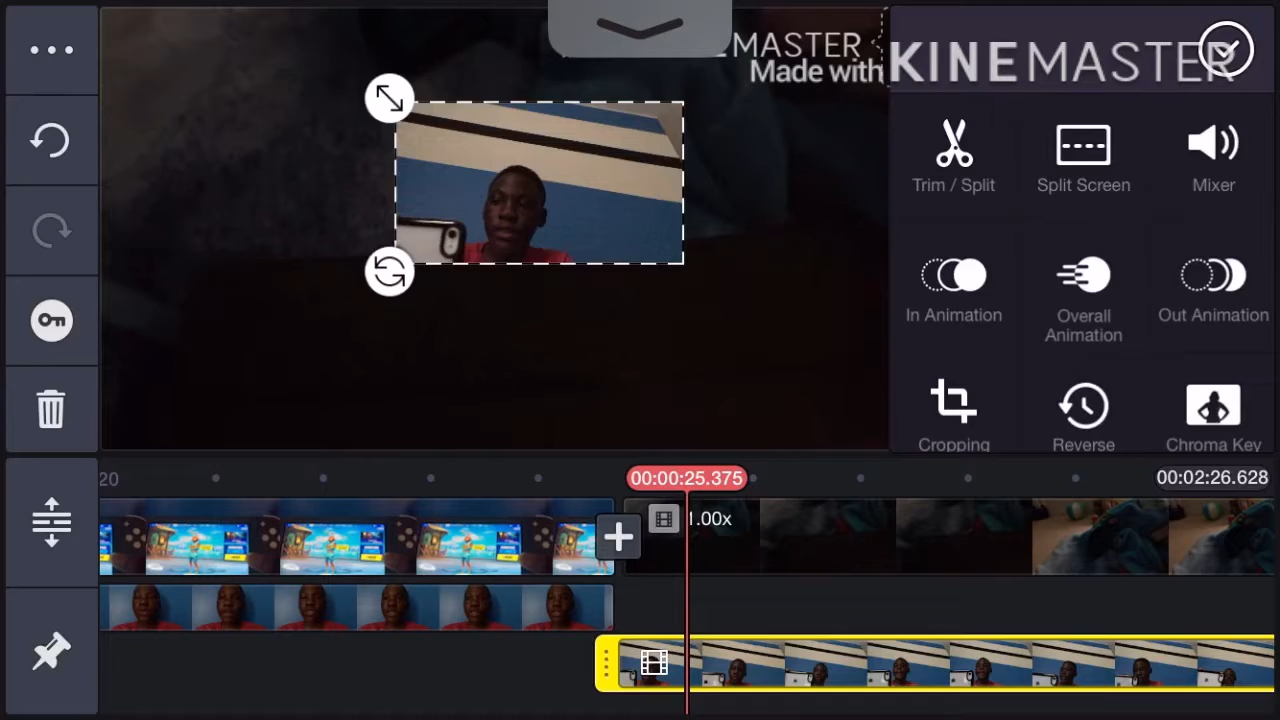 MASTER
Made with KINEMASTER
Trim / Split
Split Screen
Mixer
In Animation
Overall
Animation
Out Animation
Cropping
Reverse
Chroma Key
20
00:00:25.375
00:02:26.628
1.00x